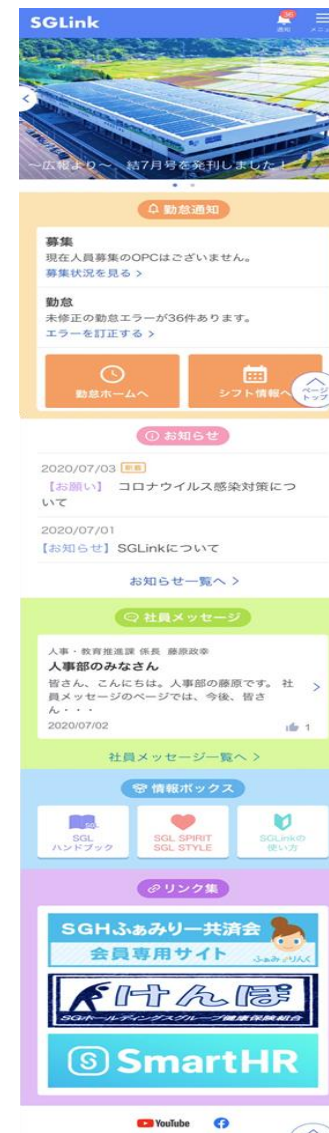 SGLink
36
通知
メニュー
~広報より~ 結7月号を発刊しました!
勤怠通知
募集
現在人員募集のOPCはございません。
募集状況を見る >
勤怠
未修正の勤怠エラーが36件あります。
エラーを訂正する >
勤怠ホームへ
シフト情報へ
ページ
トップ
お知らせ
2020/07/03 新着
【お願い】 コロナウイルス感染対策につ
いて
2020/07/01
【お知らせ】SGLinkについて
お知らせ一覧へ >
社員メッセージ
人事・教育推進課 係長 藤原政幸
人事部のみなさん
皆さん、こんにちは。人事部の藤原です。 社
員メッセージのページでは、今後、皆さ
ん・・・
2020/07/02
1
社員メッセージ一覧へ >
情報ボックス
SGL
SGL
ハンドブック
SGL SPIRIT
SGL STYLE
SGLinkの
使い方
リンク集
SGHふぁみりー共済会
会員専用サイト
ふぁみりんく
けんぽ
SGホールディングスグループ健康保険組合
SmartHR
YouTube